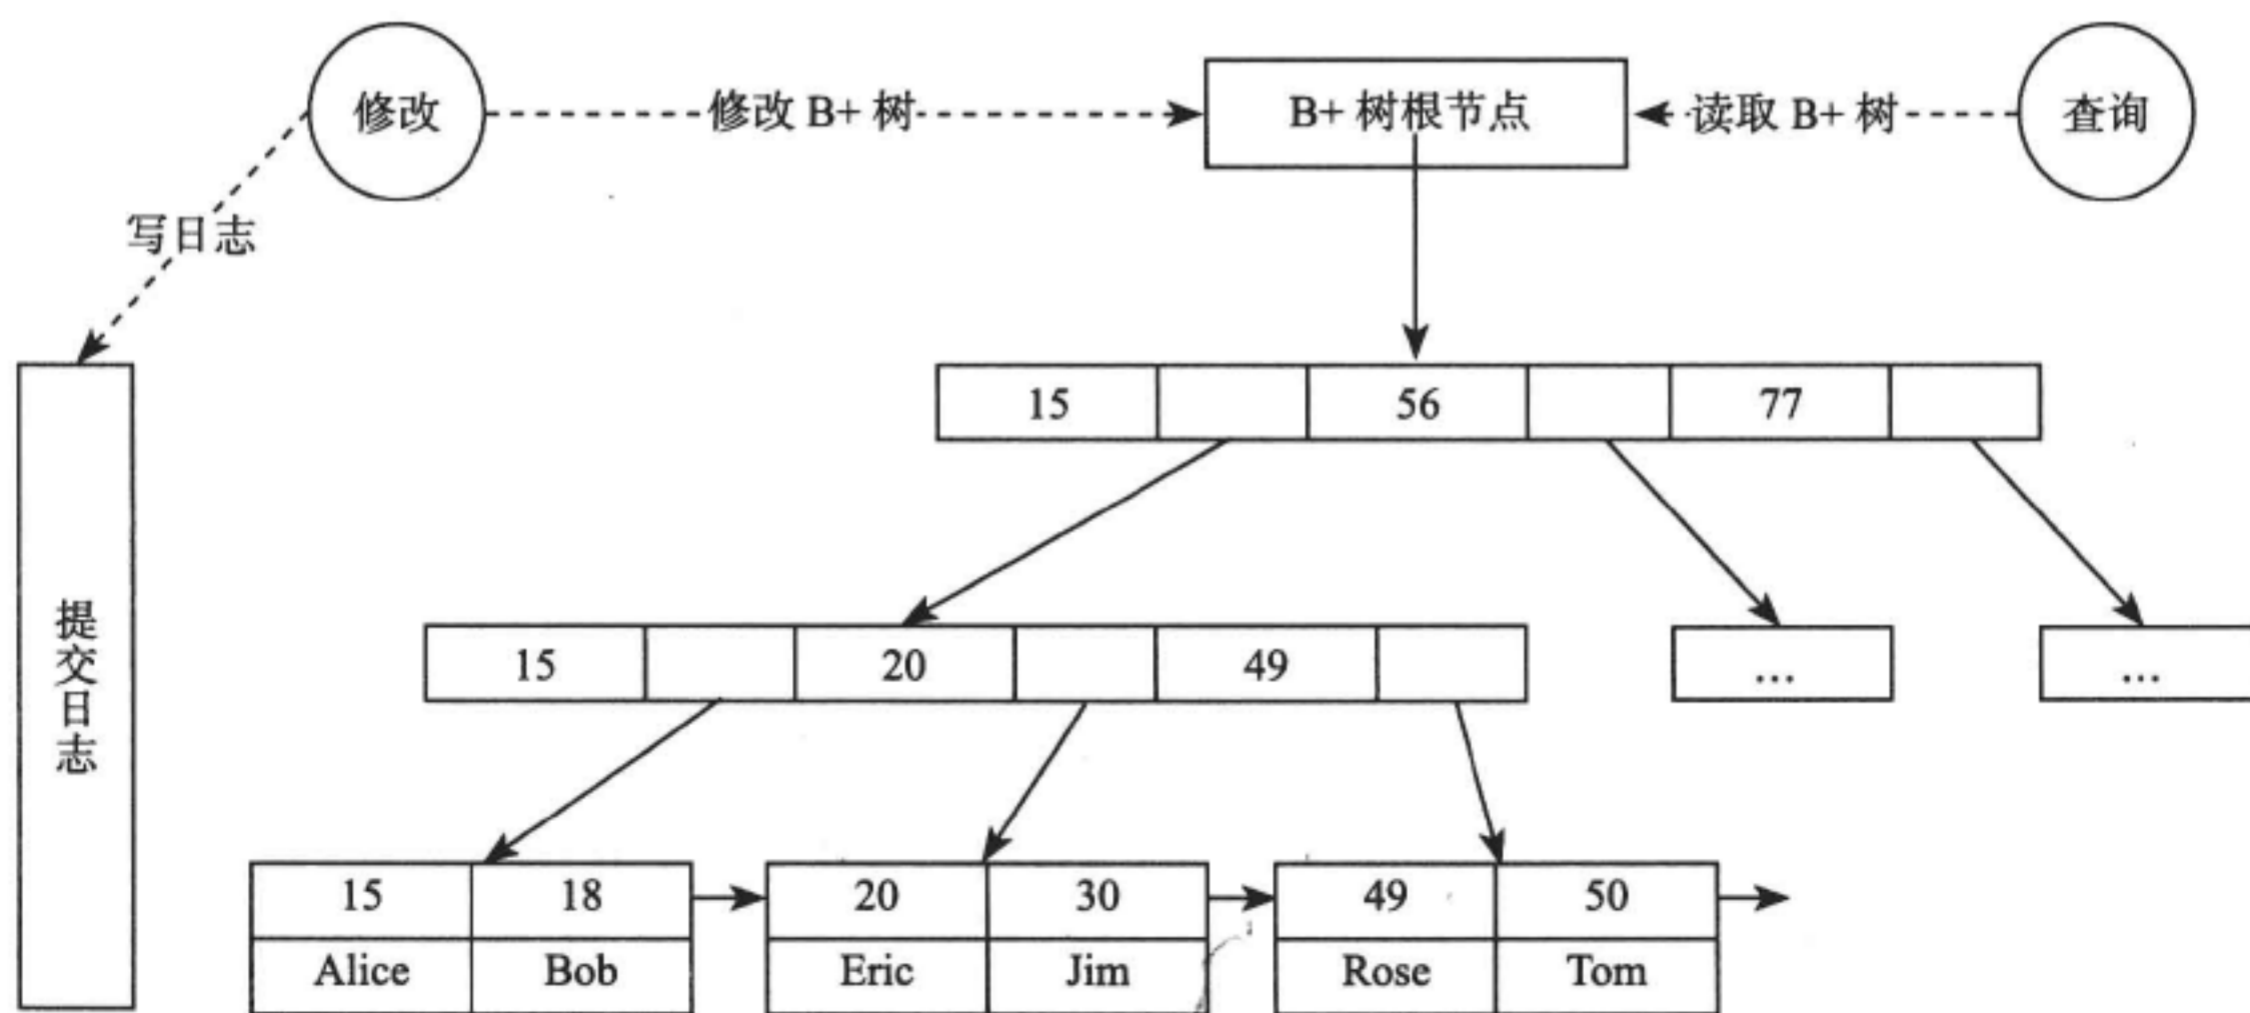 修改
修改 B+ 树
B+ 树根节点
读取 B+ 树
查询
写日志
15 56 77
提交日志
15 20 49
...
...
15 18
20 30
49 50
Alice Bob
Eric Jim
Rose Tom